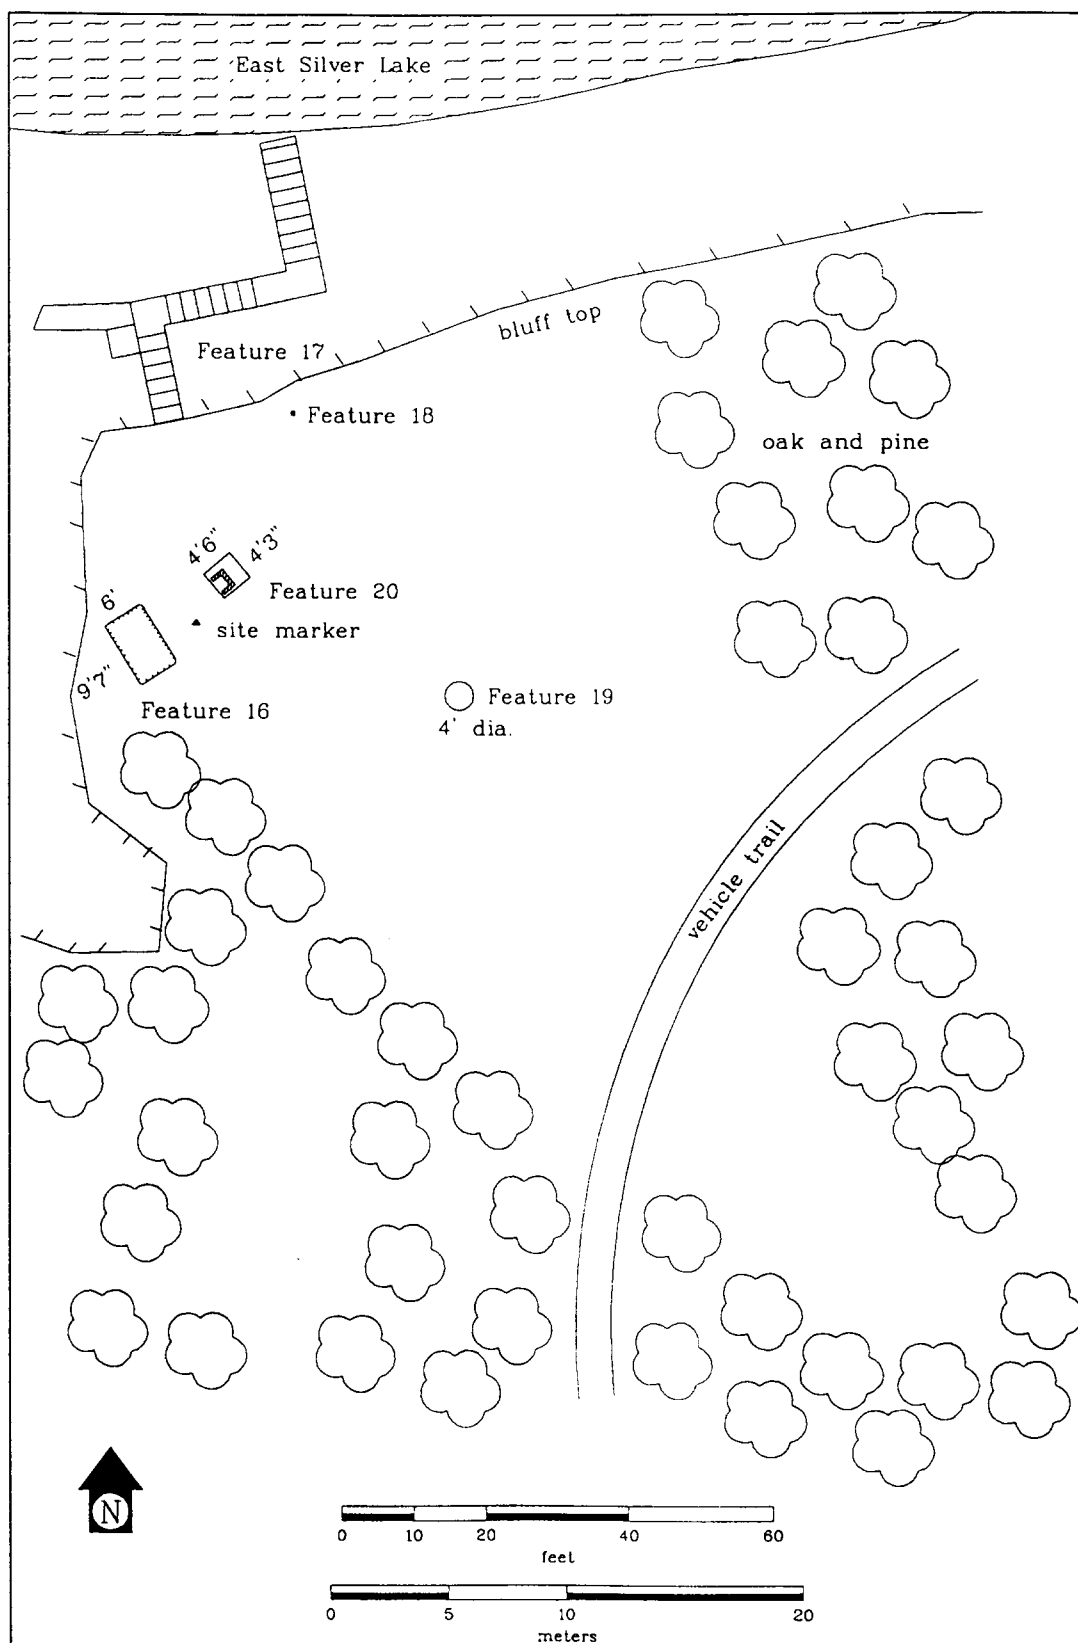 East Silver Lake
bluff top
Feature 17
Feature 18
oak and pine
4'6"
4'3"
Feature 20
6'
site marker
9'7"
Feature 16
Feature 19
4' dia.
vehicle trail
N
0 10 20 40 60
feet
0 5 10 20
meters